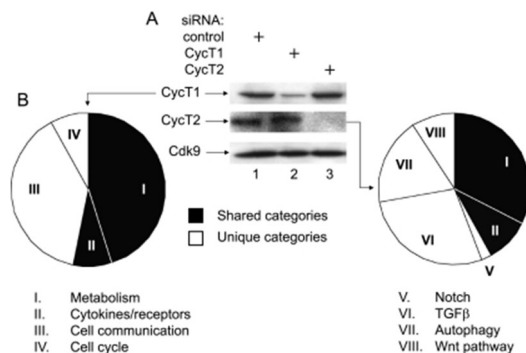 A
siRNA:
control +
CycT1 +
CycT2 +
B
CycT1
CycT2
Cdk9
1 2 3
IV
III
I
II
VIII
VII
I
II
VI
V
Shared categories
Unique categories
I. Metabolism
II. Cytokines/receptors
III. Cell communication
IV. Cell cycle
V. Notch
VI. TGFβ
VII. Autophagy
VIII. Wnt pathway